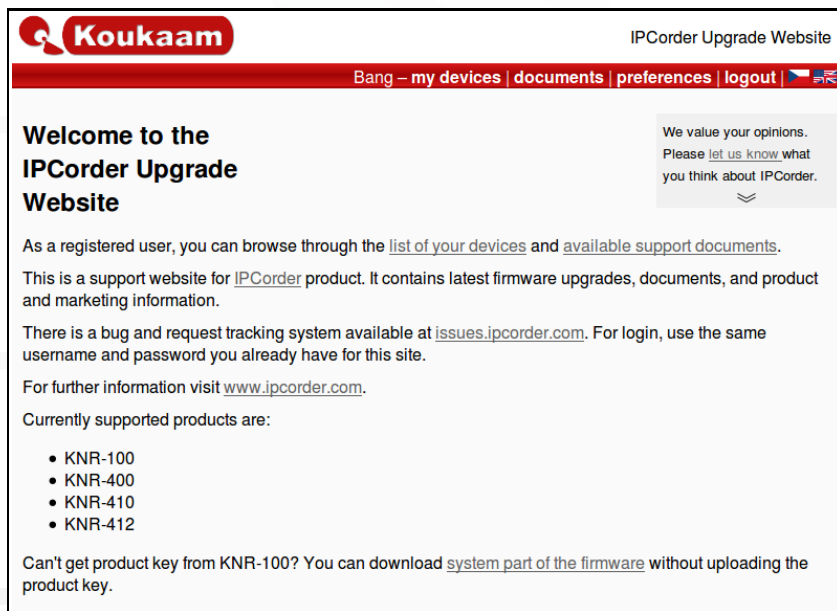 Koukaam
IPCorder Upgrade Website
Bang – my devices | documents | preferences | logout |
Welcome to the
IPCorder Upgrade
Website
We value your opinions.
Please let us know what
you think about IPCorder.
As a registered user, you can browse through the list of your devices and available support documents.
This is a support website for IPCorder product. It contains latest firmware upgrades, documents, and product
and marketing information.
There is a bug and request tracking system available at issues.ipcorder.com. For login, use the same
username and password you already have for this site.
For further information visit www.ipcorder.com.
Currently supported products are:
• KNR-100
• KNR-400
• KNR-410
• KNR-412
Can't get product key from KNR-100? You can download system part of the firmware without uploading the
product key.